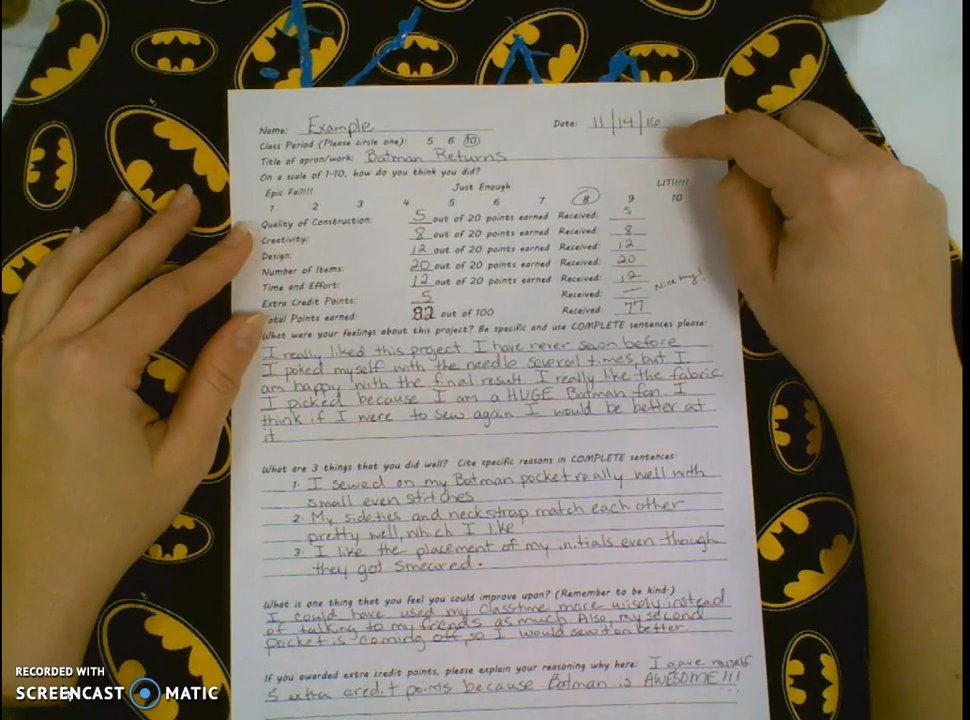 Name: Example Date: 11/14/16
Class Period (Please circle one): 5 6 10
Title of apron/work: Batman Returns
On a scale of 1-10, how do you think you did?
Epic Fail!!! Just Enough LIT!!!!!
1 2 3 4 5 6 7 8 9 10
Quality of Construction: 5 out of 20 points earned Received: 5
Creativity: 8 out of 20 points earned Received: 8
Design: 12 out of 20 points earned Received: 12
Number of Items: 20 out of 20 points earned Received: 20
Time and Effort: 12 out of 20 points earned Received: 12
Extra Credit Points: 5 Received: — Nice try!
Total Points earned: 82 out of 100 Received: 77
What were your feelings about this project? Be specific and use COMPLETE sentences please:
I really liked this project I have never sewn before
I poked myself with the needle several times, but I
am happy with the final result. I really like the fabric
I picked because I am a HUGE Batman fan. I
think if I were to sew again I would be better at
it.
What are 3 things that you did well? Cite specific reasons in COMPLETE sentences:
1. I sewed on my Batman pocket really well with
small even stitches
2. My side ties and neck strap match each other
pretty well, which I like
3. I like the placement of my initials even though
they got smeared.
What is one thing that you feel you could improve upon? (Remember to be kind.)
I could have used my class time more wisely instead
of talking to my friends as much Also, my second
pocket is coming off, so I would sew it on better.
If you awarded extra credit points, please explain your reasoning why here: I gave myself
5 extra credit points because Batman is AWESOME!!!
RECORDED WITH
SCREENCAST MATIC